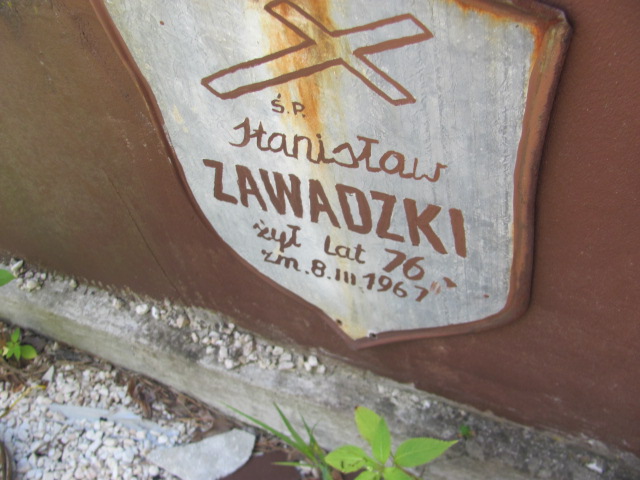 Ś.P.
Stanisław
ZAWADZKI
żył lat 76
zm. 8.III.1967